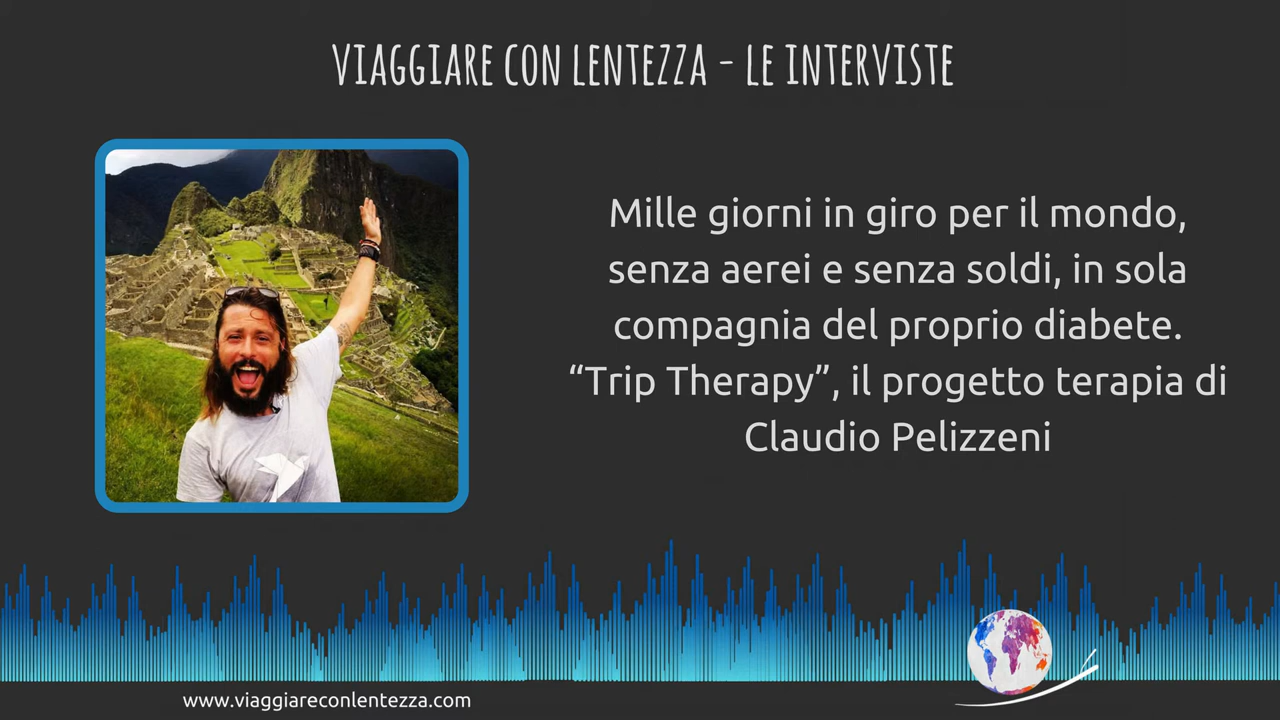 VIAGGIARE CON LENTEZZA - LE INTERVISTE
Mille giorni in giro per il mondo,
senza aerei e senza soldi, in sola
compagnia del proprio diabete.
“Trip Therapy”, il progetto terapia di
Claudio Pelizzeni
www.viaggiareconlentezza.com